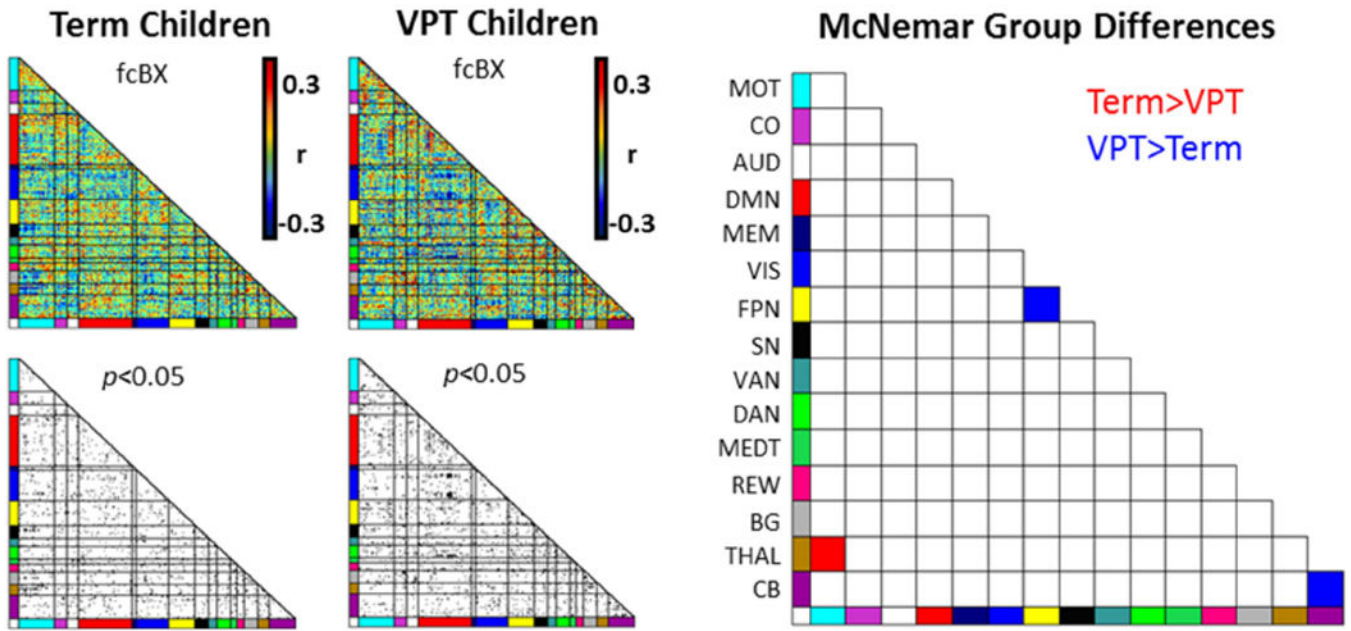 Term Children
fcBX
0.3
r
-0.3
p<0.05
VPT Children
fcBX
0.3
r
-0.3
p<0.05
McNemar Group Differences
Term>VPT
VPT>Term
MOT
CO
AUD
DMN
MEM
VIS
FPN
SN
VAN
DAN
MEDT
REW
BG
THAL
CB